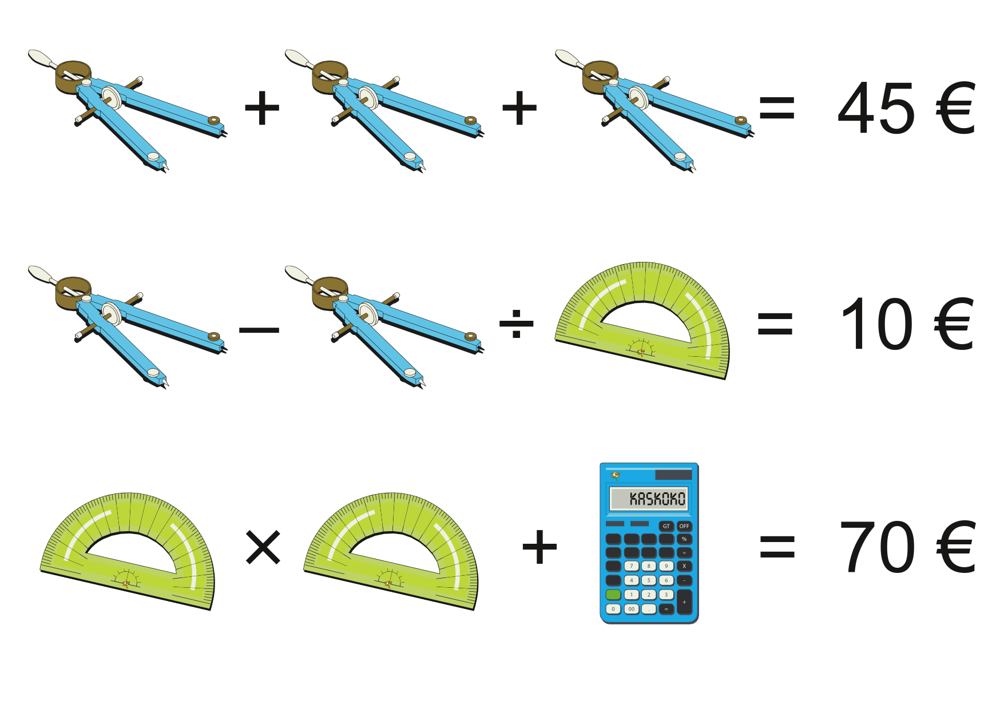 + + = 45 €
− ÷ = 10 €
× + = 70 €
KASKOKO
GT OFF
%
÷
7 8 9 X
4 5 6 -
1 2 3 +
0 00 . =